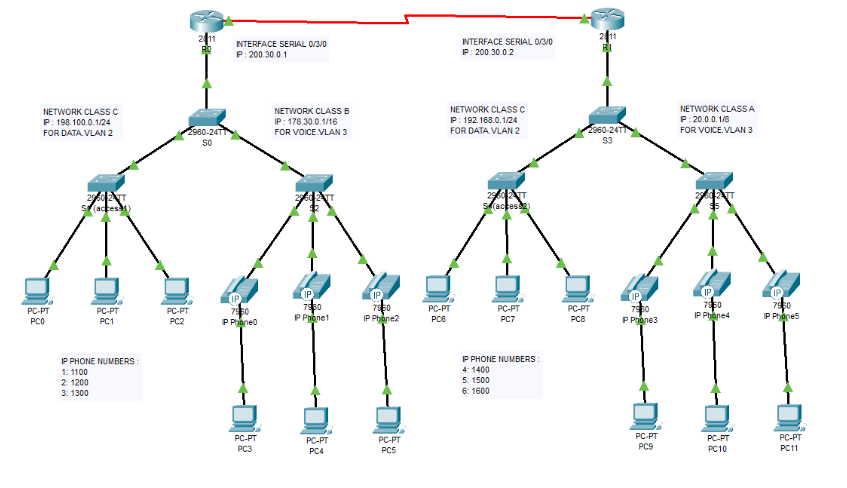 2811
R0
INTERFACE SERIAL 0/3/0
IP : 200.30.0.1
INTERFACE SERIAL 0/3/0
IP : 200.30.0.2
2811
R1
NETWORK CLASS C
IP : 198.100.0.1/24
FOR DATA.VLAN 2
2960-24TT
S0
NETWORK CLASS B
IP : 178.30.0.1/16
FOR VOICE.VLAN 3
NETWORK CLASS C
IP : 192.168.0.1/24
FOR DATA.VLAN 2
2960-24TT
S3
NETWORK CLASS A
IP : 20.0.0.1/8
FOR VOICE.VLAN 3
2960-24TT
(access1)
2960-24TT
S2
2960-24TT
(access2)
2960-24TT
S5
PC-PT
PC0
PC-PT
PC1
PC-PT
PC2
IP
7960
IP Phone0
IP
7960
IP Phone1
IP
7960
IP Phone2
PC-PT
PC6
PC-PT
PC7
PC-PT
PC8
IP
7960
IP Phone3
IP
7960
IP Phone4
IP
7960
IP Phone5
IP PHONE NUMBERS :
1: 1100
2: 1200
3: 1300
IP PHONE NUMBERS :
4: 1400
5: 1500
6: 1600
PC-PT
PC3
PC-PT
PC4
PC-PT
PC5
PC-PT
PC9
PC-PT
PC10
PC-PT
PC11